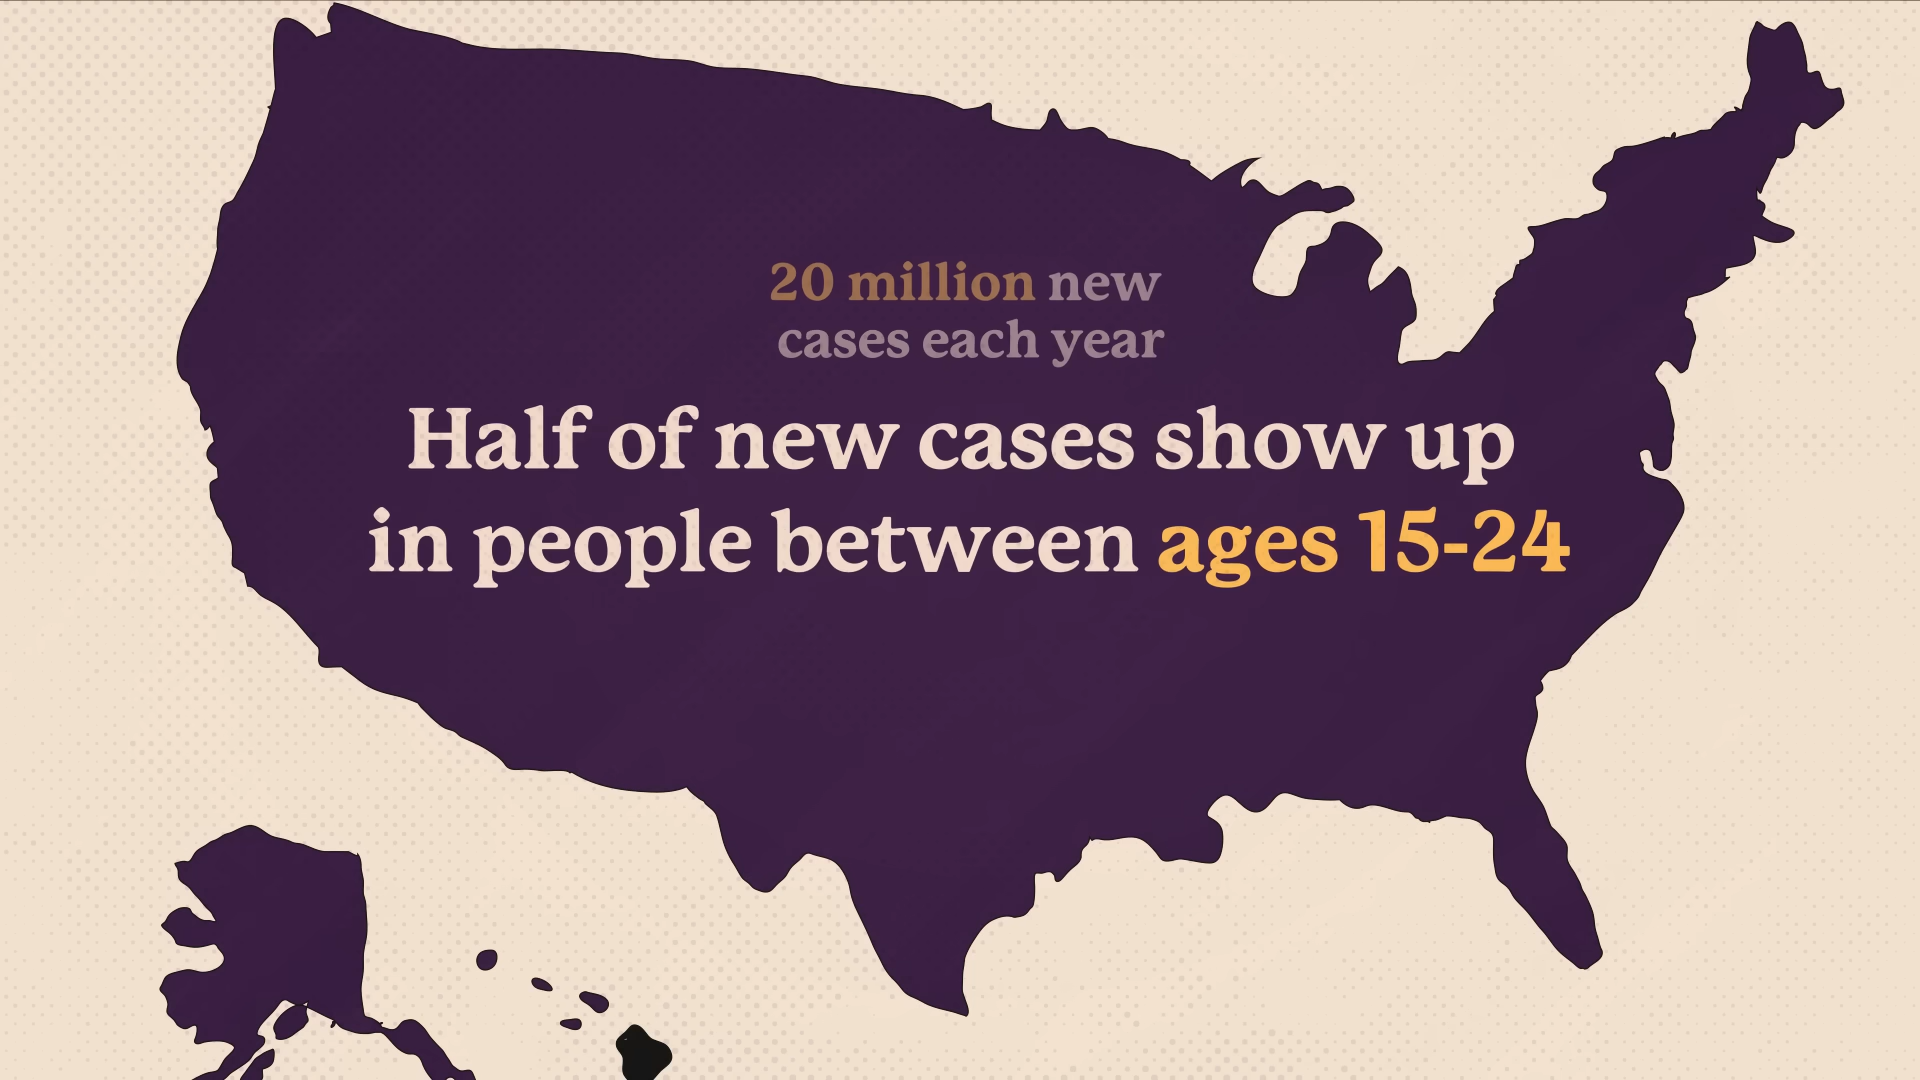 20 million new
cases each year
Half of new cases show up
in people between ages 15-24